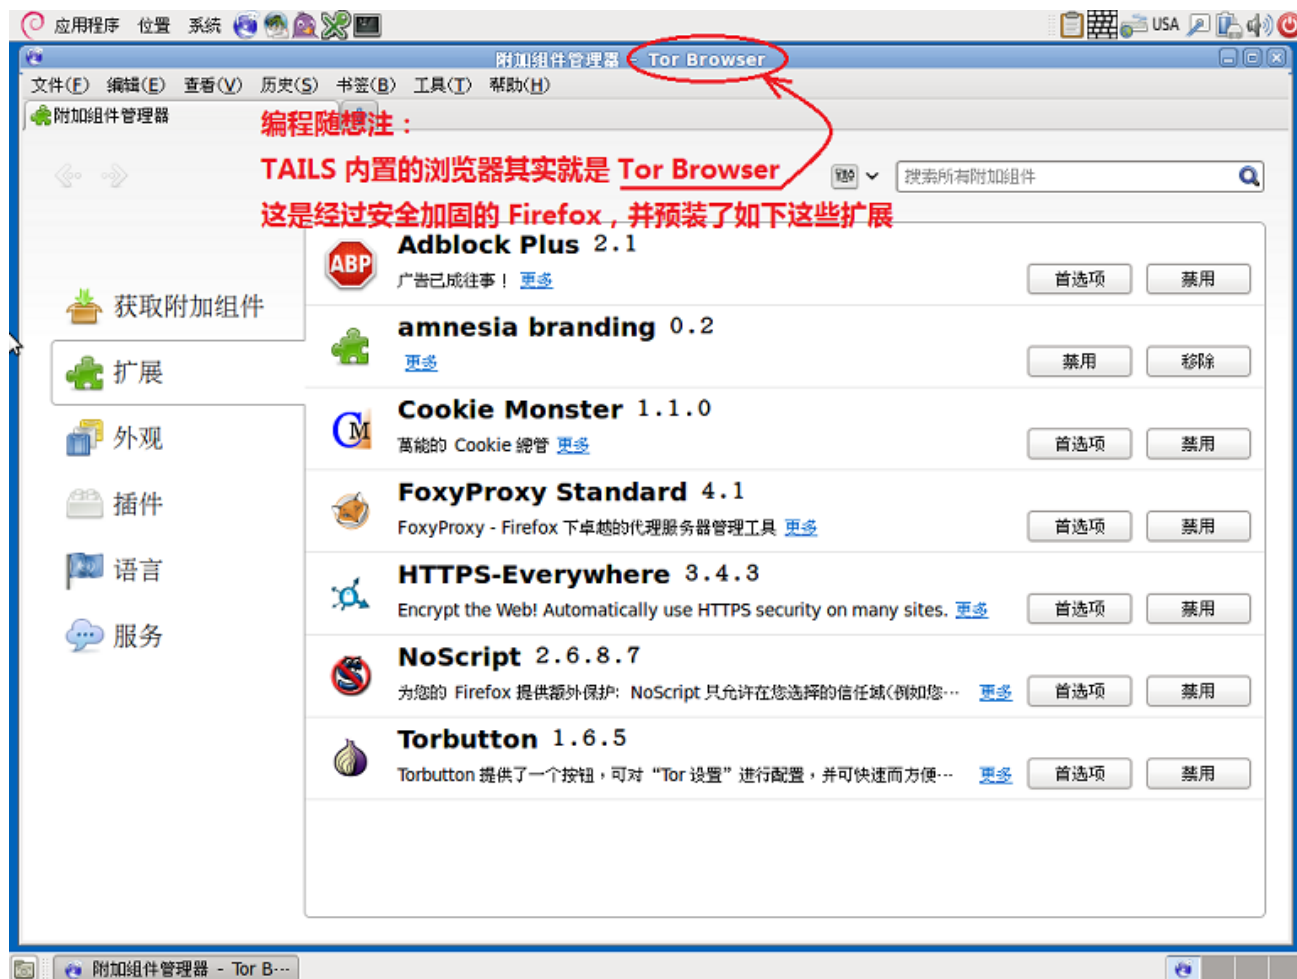 应用程序 位置 系统 USA
附加组件管理器 - Tor Browser
文件(F) 编辑(E) 查看(V) 历史(S) 书签(B) 工具(T) 帮助(H)
附加组件管理器
编程随想注：
TAILS 内置的浏览器其实就是 Tor Browser
这是经过安全加固的 Firefox，并预装了如下这些扩展
搜索所有附加组件
获取附加组件
扩展
外观
插件
语言
服务
Adblock Plus 2.1
广告已成往事！ 更多 首选项 禁用
amnesia branding 0.2
更多 禁用 移除
Cookie Monster 1.1.0
萬能的 Cookie 總管 更多 首选项 禁用
FoxyProxy Standard 4.1
FoxyProxy - Firefox 下卓越的代理服务器管理工具 更多 首选项 禁用
HTTPS-Everywhere 3.4.3
Encrypt the Web! Automatically use HTTPS security on many sites. 更多 首选项 禁用
NoScript 2.6.8.7
为您的 Firefox 提供额外保护: NoScript 只允许在您选择的信任域(例如您… 更多 首选项 禁用
Torbutton 1.6.5
Torbutton 提供了一个按钮，可对“Tor 设置”进行配置，并可快速而方便… 更多 首选项 禁用
附加组件管理器 - Tor B…